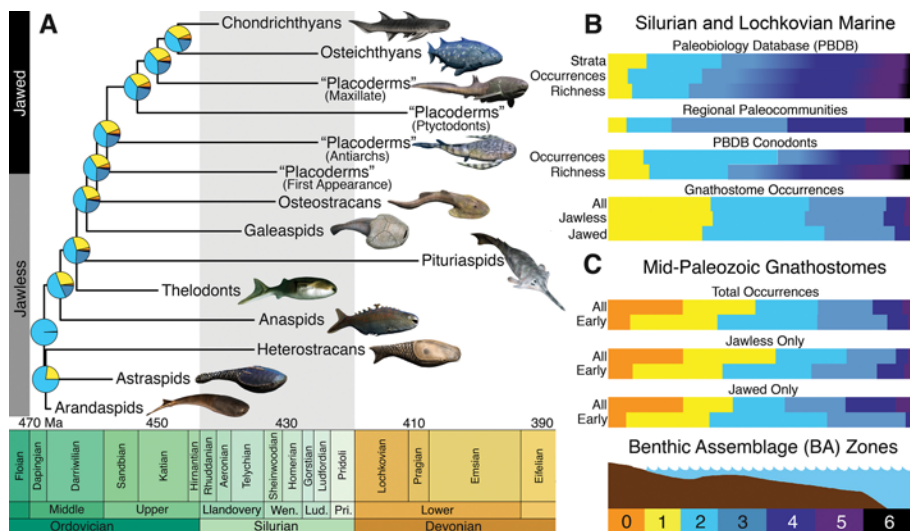 A
Jawed
Jawless
Chondrichthyans
Osteichthyans
"Placoderms"
(Maxillate)
"Placoderms"
(Ptyctodonts)
"Placoderms"
(Antiarchs)
"Placoderms"
(First Appearance)
Osteostracans
Galeaspids
Pituriaspids
Thelodonts
Anaspids
Heterostracans
Astraspids
Arandaspids
470 Ma 450 430 410 390
Floian Dapingian Darriwilian Sandbian Katian Hirnantian Rhuddanian Aeronian Telychian Sheinwoodian Homerian Gorstian Ludfordian Pridoli Lochkovian Pragian Emsian Eifelian
Middle Upper Llandovery Wen. Lud. Pri. Lower
Ordovician Silurian Devonian
B Silurian and Lochkovian Marine
Paleobiology Database (PBDB)
Strata
Occurrences
Richness
Regional Paleocommunities
PBDB Conodonts
Occurrences
Richness
Gnathostome Occurrences
All
Jawless
Jawed
C Mid-Paleozoic Gnathostomes
Total Occurrences
All
Early
Jawless Only
All
Early
Jawed Only
All
Early
Benthic Assemblage (BA) Zones
0 1 2 3 4 5 6